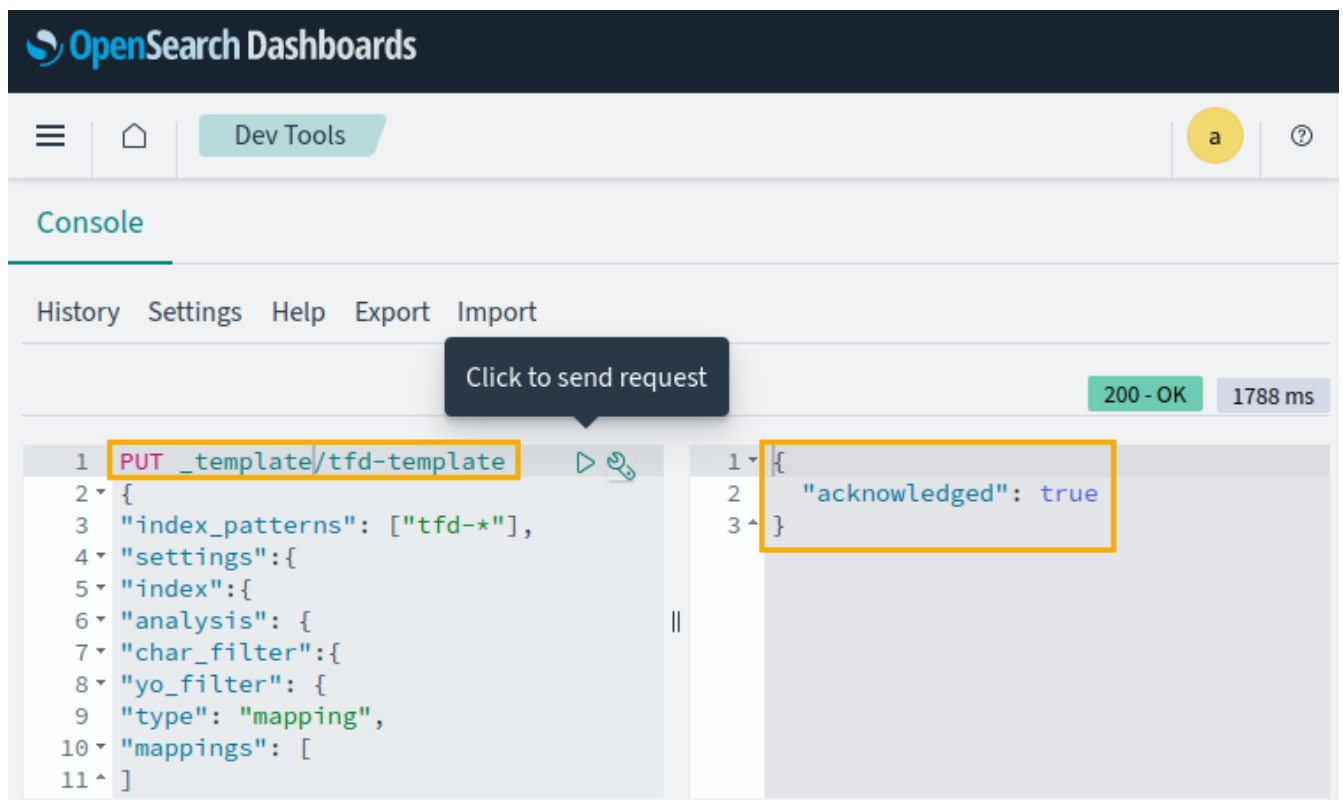 OpenSearch Dashboards
Dev Tools
a
?
Console
History Settings Help Export Import
Click to send request
200 - OK 1788 ms
1 PUT _template/tfd-template
2 {
3 "index_patterns": ["tfd-*"],
4 "settings":{
5 "index":{
6 "analysis": {
7 "char_filter":{
8 "yo_filter": {
9 "type": "mapping",
10 "mappings": [
11 ]
1 {
2 "acknowledged": true
3 }